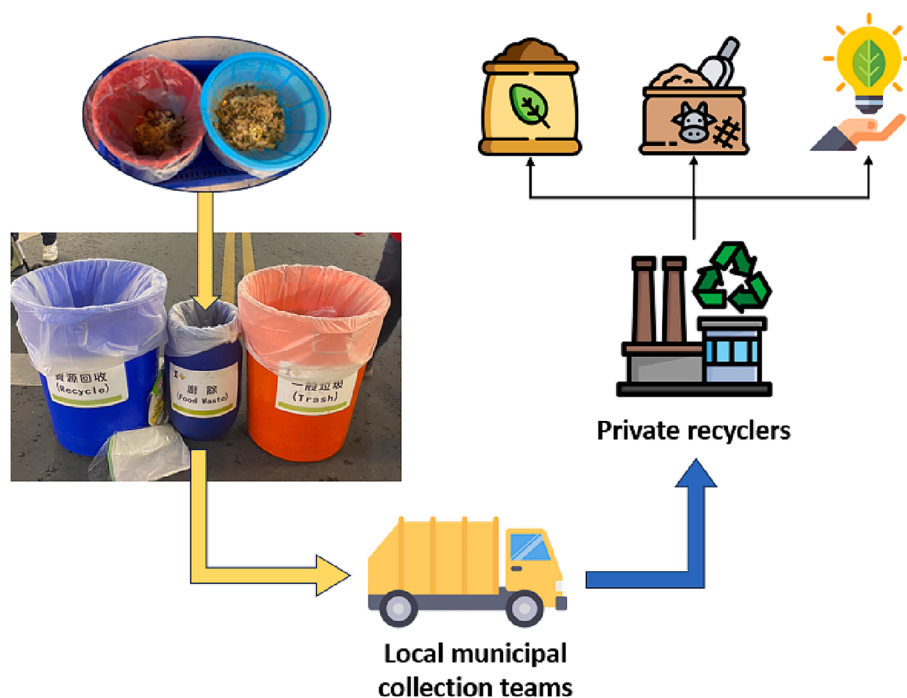 資源回收
(Recycle)
廚餘
(Food Waste)
一般垃圾
(Trash)
Private recyclers
Local municipal
collection teams